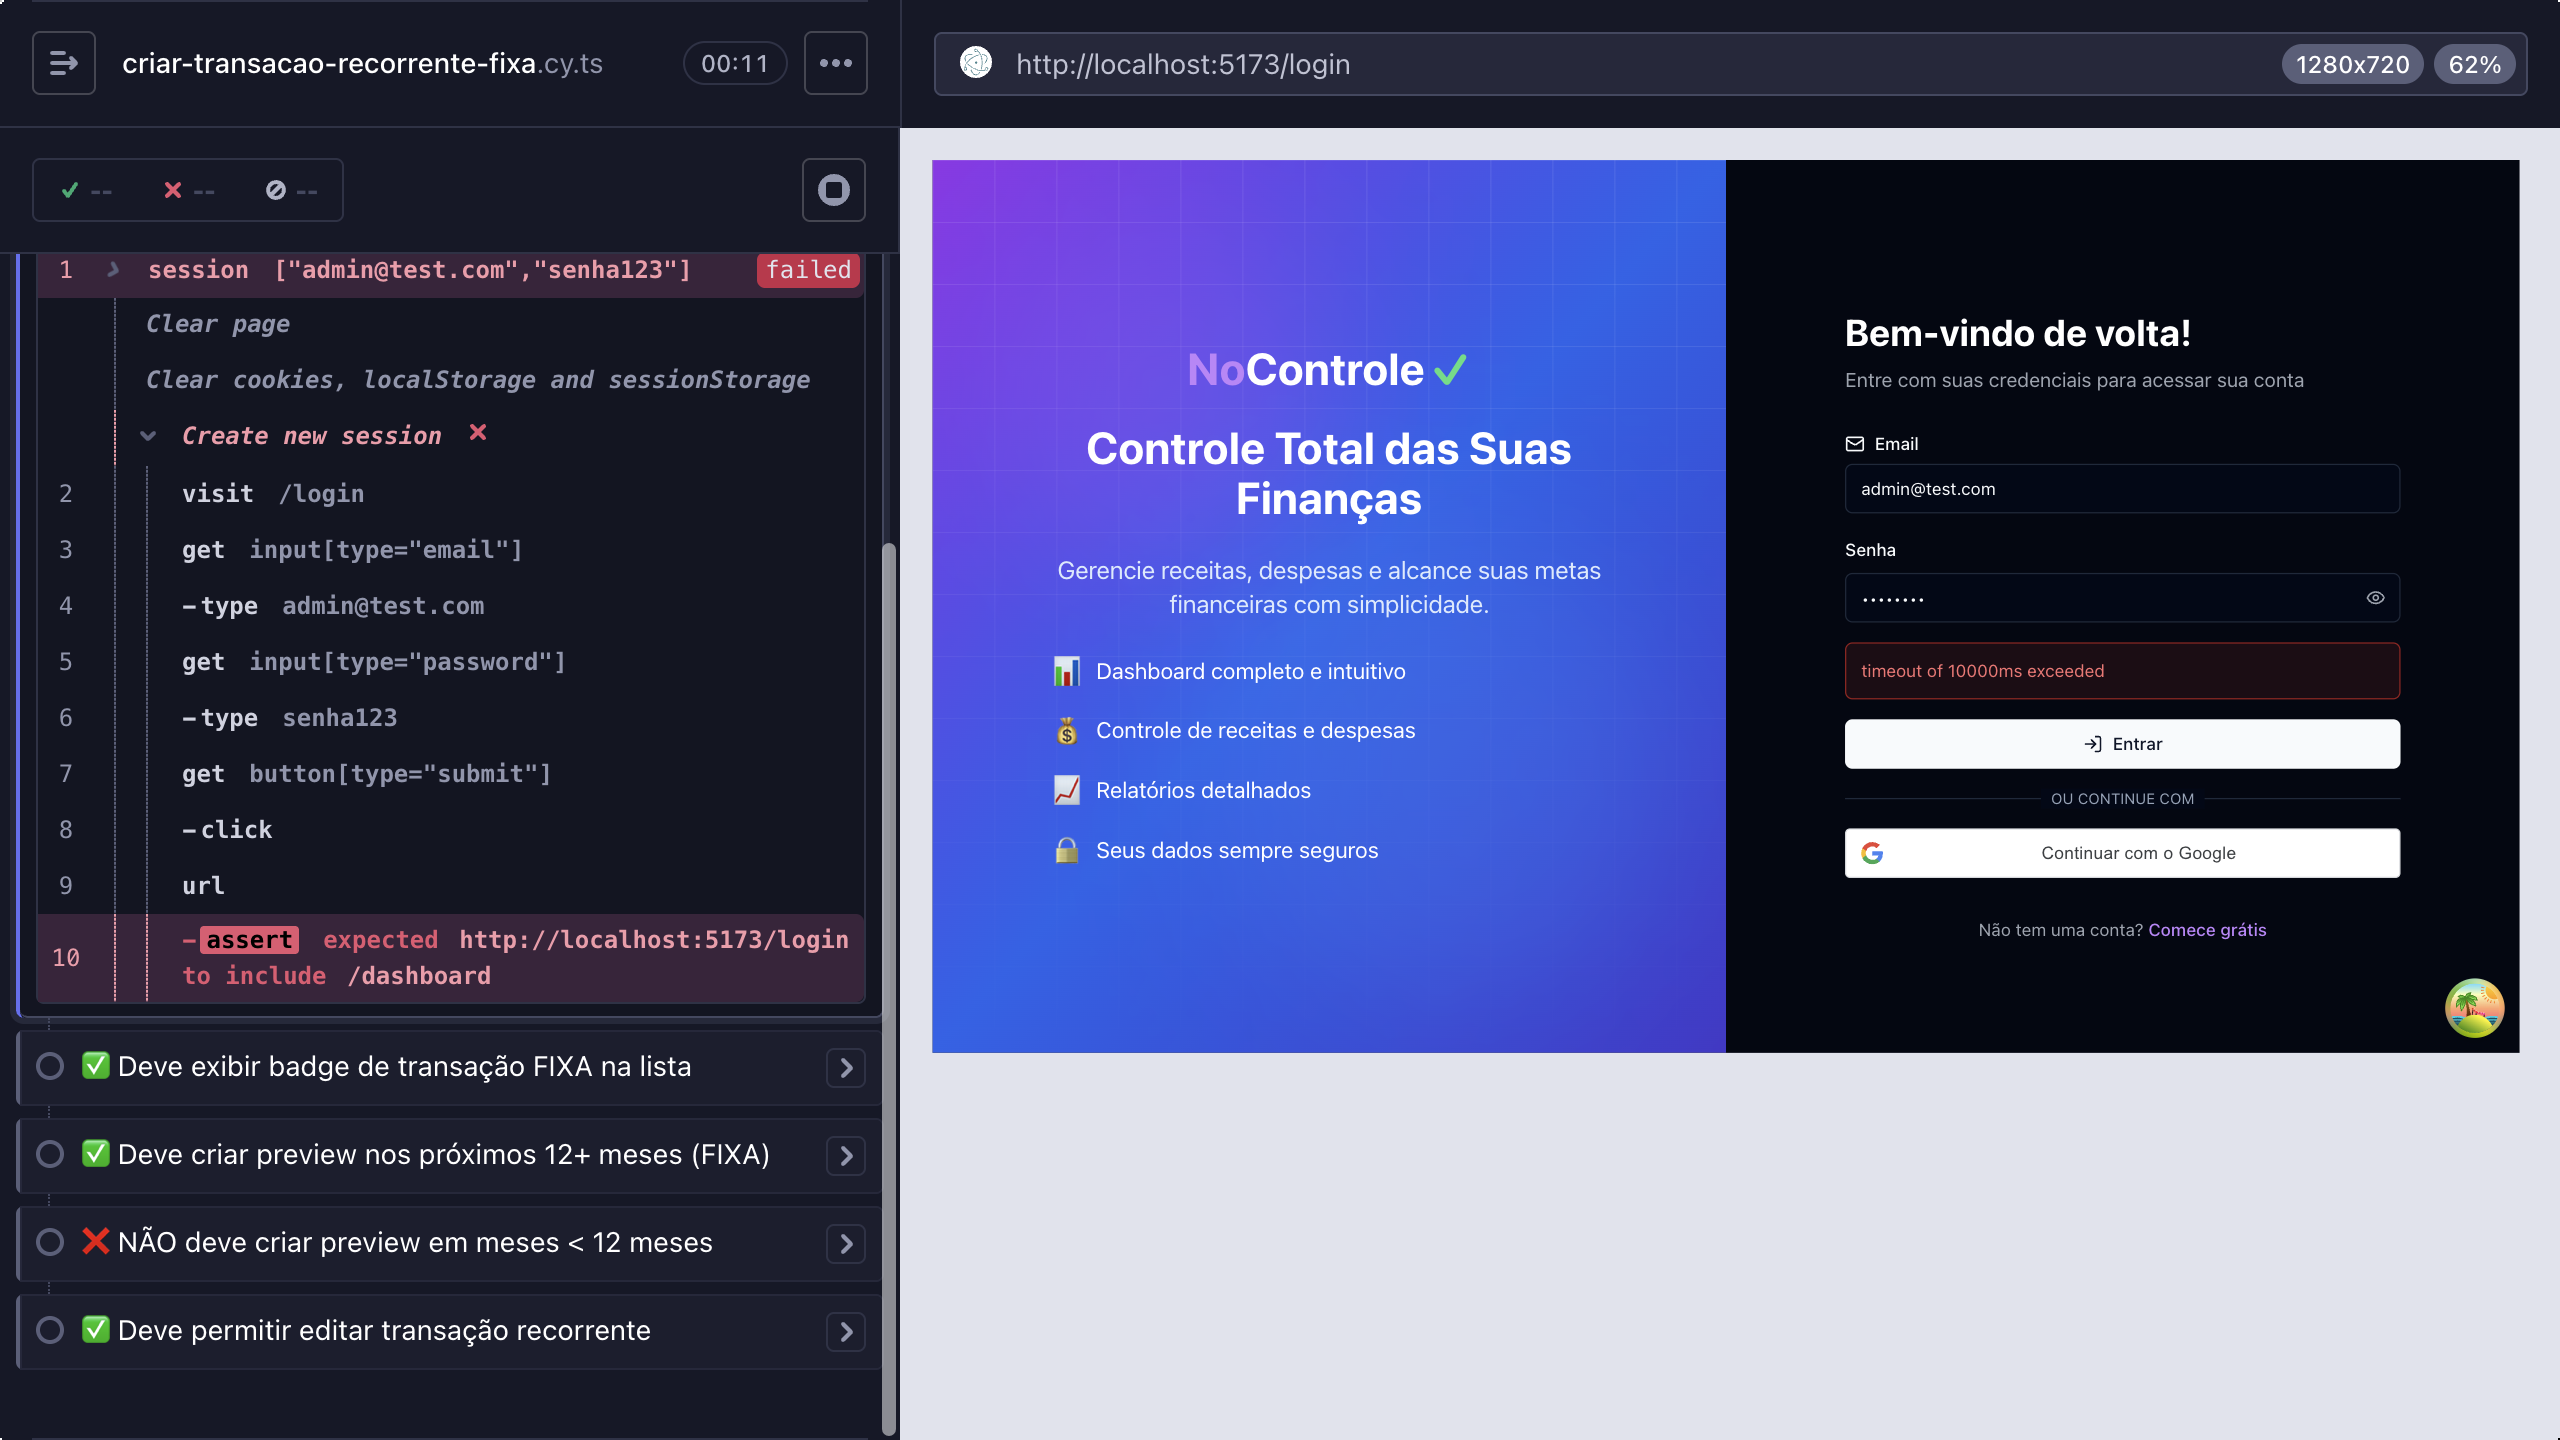 criar-transacao-recorrente-fixa.cy.ts
00:11
--
--
--
1 session ["admin@test.com","senha123"] failed
Clear page
Clear cookies, localStorage and sessionStorage
Create new session
2 visit /login
3 get input[type="email"]
4 -type admin@test.com
5 get input[type="password"]
6 -type senha123
7 get button[type="submit"]
8 -click
9 url
10 -assert expected http://localhost:5173/login
to include /dashboard
✅ Deve exibir badge de transação FIXA na lista
✅ Deve criar preview nos próximos 12+ meses (FIXA)
❌ NÃO deve criar preview em meses < 12 meses
✅ Deve permitir editar transação recorrente
http://localhost:5173/login
1280x720
62%
NoControle
Controle Total das Suas
Finanças
Gerencie receitas, despesas e alcance suas metas
financeiras com simplicidade.
Dashboard completo e intuitivo
Controle de receitas e despesas
Relatórios detalhados
Seus dados sempre seguros
Bem-vindo de volta!
Entre com suas credenciais para acessar sua conta
Email
admin@test.com
Senha
••••••••
timeout of 10000ms exceeded
Entrar
OU CONTINUE COM
Continuar com o Google
Não tem uma conta? Comece grátis